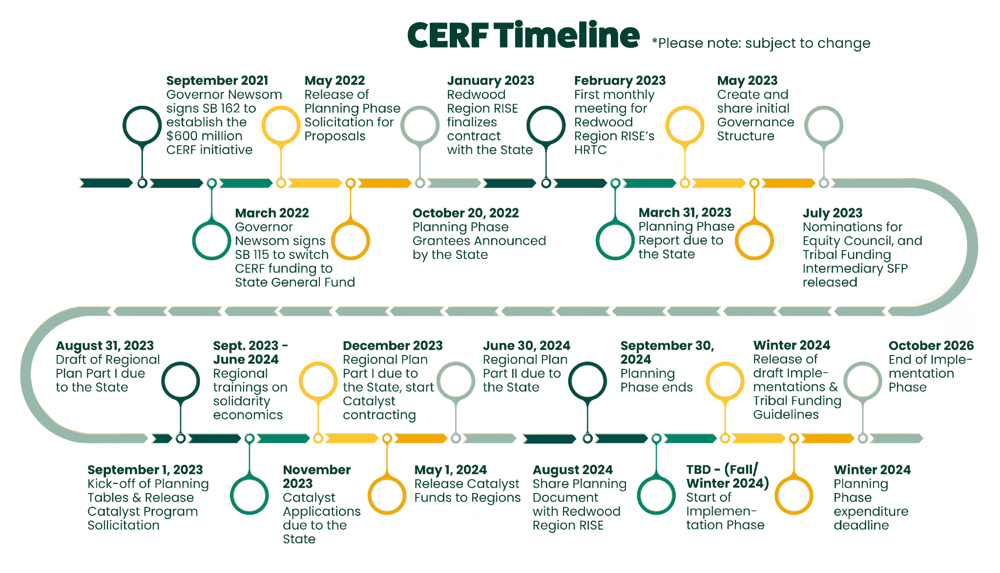 CERF Timeline
*Please note: subject to change
September 2021
Governor Newsom
signs SB 162 to
establish the
$600 million
CERF initiative
March 2022
Governor
Newsom signs
SB 115 to switch
CERF funding to
State General Fund
May 2022
Release of
Planning Phase
Solicitation for
Proposals
October 20, 2022
Planning Phase
Grantees Announced
by the State
January 2023
Redwood
Region RISE
finalizes
contract
with the State
February 2023
First monthly
meeting for
Redwood
Region RISE’s
HRTC
March 31, 2023
Planning Phase
Report due to
the State
May 2023
Create and
share initial
Governance
Structure
July 2023
Nominations for
Equity Council, and
Tribal Funding
Intermediary SFP
released
August 31, 2023
Draft of Regional
Plan Part I due
to the State
September 1, 2023
Kick-off of Planning
Tables & Release
Catalyst Program
Sollicitation
Sept. 2023 -
June 2024
Regional
trainings on
solidarity
economics
November
2023
Catalyst
Applications
due to the
State
December 2023
Regional Plan
Part I due to
the State, start
Catalyst
contracting
May 1, 2024
Release Catalyst
Funds to Regions
June 30, 2024
Regional Plan
Part II due to
the State
August 2024
Share Planning
Document
with Redwood
Region RISE
September 30,
2024
Planning
Phase ends
TBD - (Fall/
Winter 2024)
Start of
Implemen-
tation Phase
Winter 2024
Release of
draft Imple-
mentations &
Tribal Funding
Guidelines
Winter 2024
Planning
Phase
expenditure
deadline
October 2026
End of Imple-
mentation
Phase